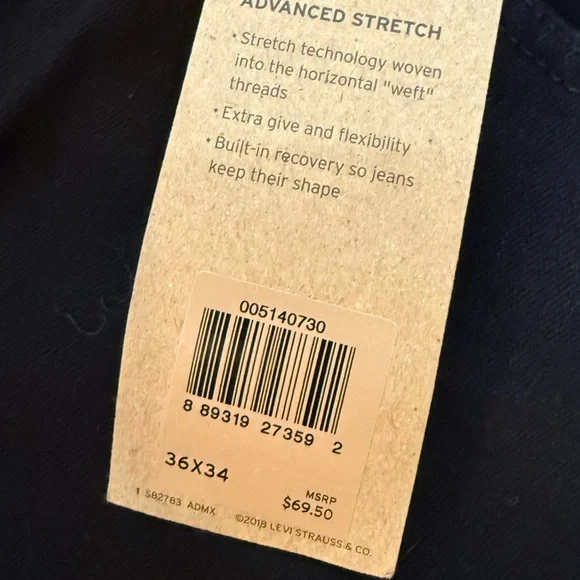 ADVANCED STRETCH
• Stretch technology woven
into the horizontal "weft"
threads
• Extra give and flexibility
• Built-in recovery so jeans
keep their shape
005140730
8 89319 27359 2
36X34
MSRP
$69.50
1 S82783 ADMX ©2018 LEVI STRAUSS & CO.